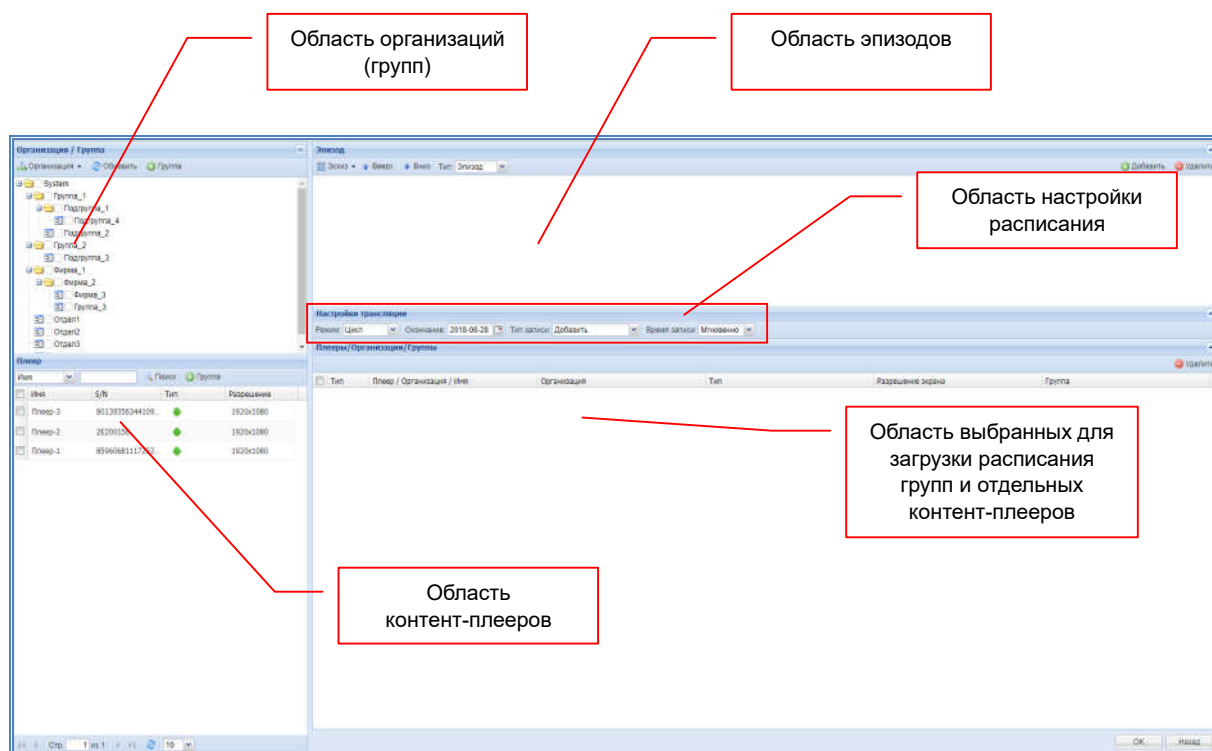 Область организаций
(групп)
Область эпизодов
Организация / Группа
Организация Обновить Группа
System
Группа_1
Подгруппа_1
Подгруппа_4
Подгруппа_2
Группа_2
Подгруппа_3
Фирма_1
Фирма_2
Фирма_3
Группа_3
Отдел1
Отдел2
Отдел3
Эпизод
Эскиз Вверх Вниз Тип: Эпизод Добавить Удалить
Область настройки
расписания
Настройки трансляции
Режим: Цикл Окончание: 2018-06-28 Тип записи: Добавить Время записи: Мгновенно
Плееры/Организации/Группы
Удалить
Тип Плеер / Организация / Имя Организация Тип Разрешение экрана Группа
Плеер
Имя Поиск Группа
Имя S/N Тип Разрешение
Плеер-3 90139356344109... 1920x1080
Плеер-2 1920x1080
Плеер-1 1920x1080
Область выбранных для
загрузки расписания
групп и отдельных
контент-плееров
Область
контент-плееров
Стр. 1 из 1 10
OK Назад